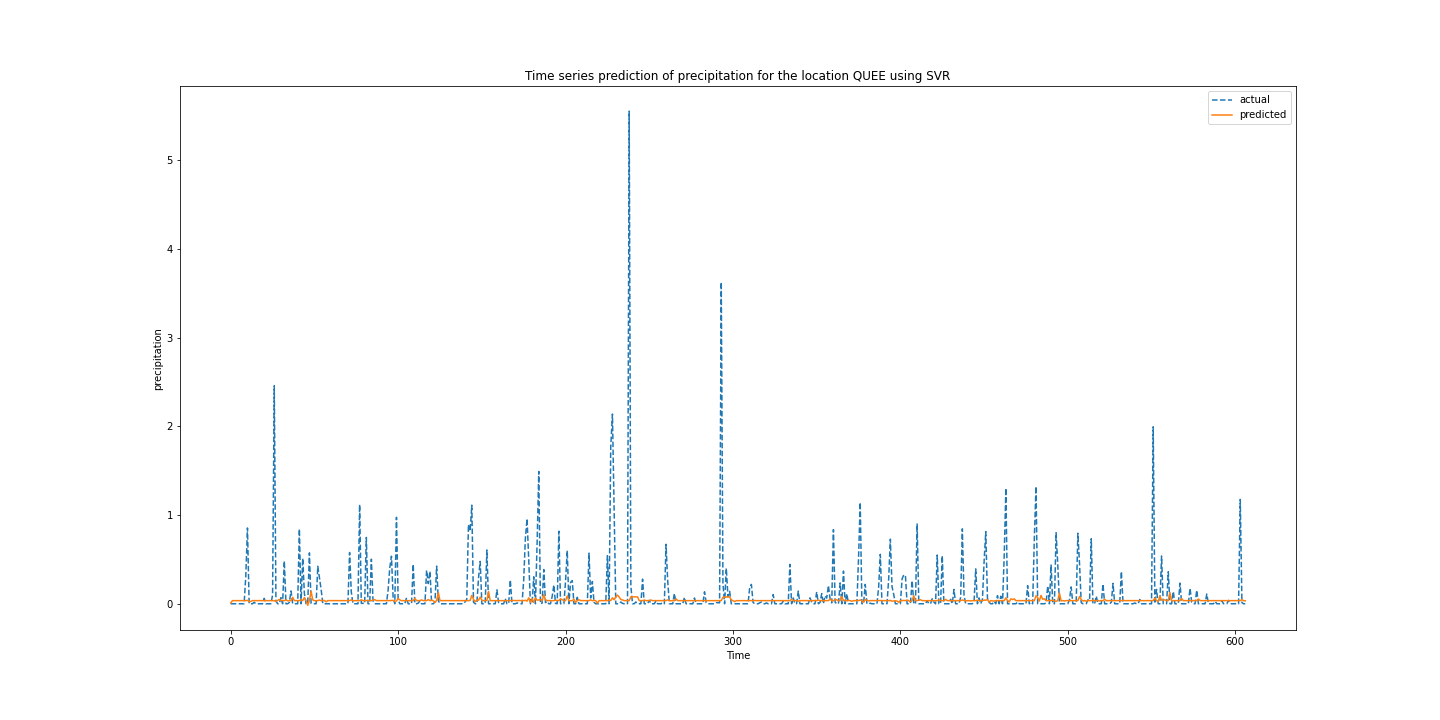 Time series prediction of precipitation for the location QUEE using SVR
actual
predicted
5
4
3
2
1
0
precipitation
0 100 200 300 400 500 600
Time